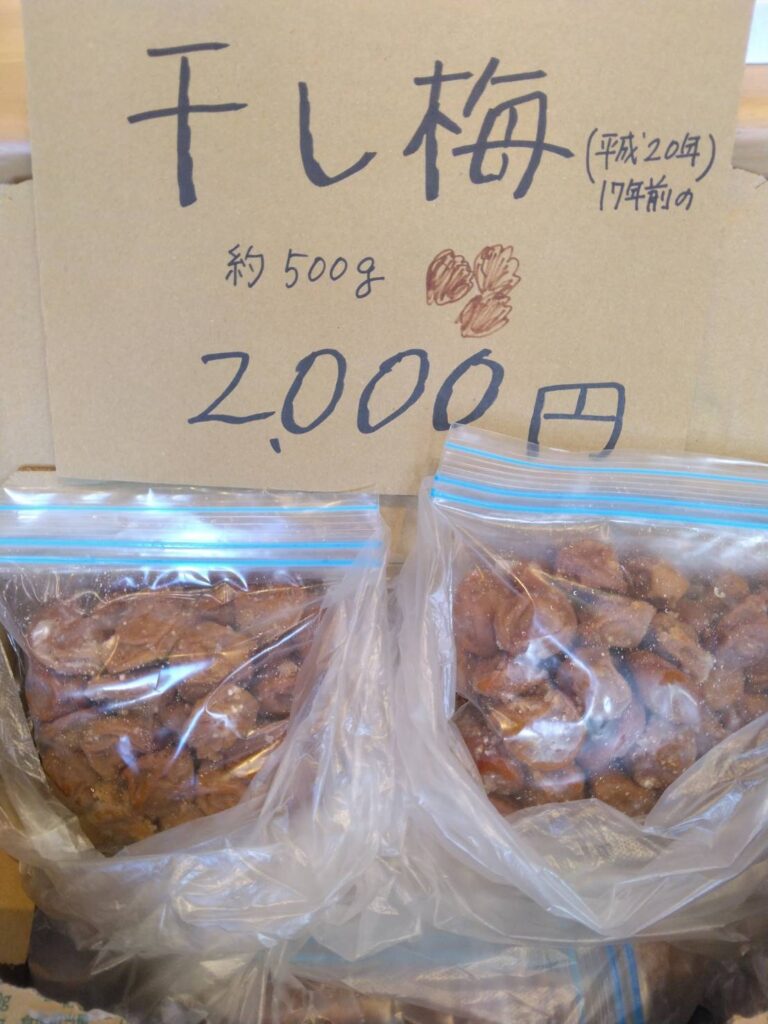 干し梅
(平成20年)
17年前の
約500g
2,000円